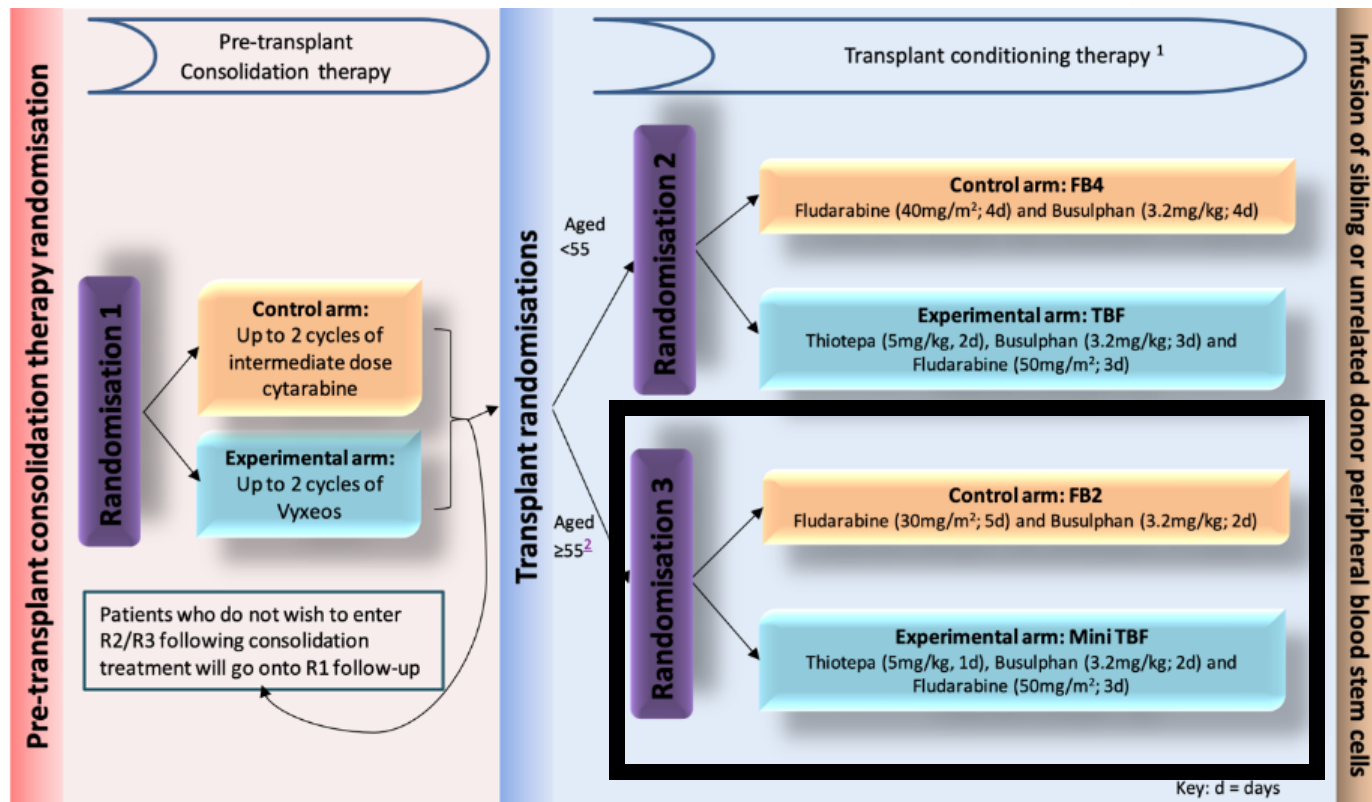 Pre-transplant consolidation therapy randomisation
Pre-transplant
Consolidation therapy
Randomisation 1
Control arm:
Up to 2 cycles of
intermediate dose
cytarabine
Experimental arm:
Up to 2 cycles of
Vyxeos
Patients who do not wish to enter
R2/R3 following consolidation
treatment will go onto R1 follow-up
Transplant randomisations
Transplant conditioning therapy ¹
Aged
<55
Randomisation 2
Control arm: FB4
Fludarabine (40mg/m²; 4d) and Busulphan (3.2mg/kg; 4d)
Experimental arm: TBF
Thiotepa (5mg/kg, 2d), Busulphan (3.2mg/kg; 3d) and
Fludarabine (50mg/m²; 3d)
Aged
≥55²
Randomisation 3
Control arm: FB2
Fludarabine (30mg/m²; 5d) and Busulphan (3.2mg/kg; 2d)
Experimental arm: Mini TBF
Thiotepa (5mg/kg, 1d), Busulphan (3.2mg/kg; 2d) and
Fludarabine (50mg/m²; 3d)
Key: d = days
Infusion of sibling or unrelated donor peripheral blood stem cells